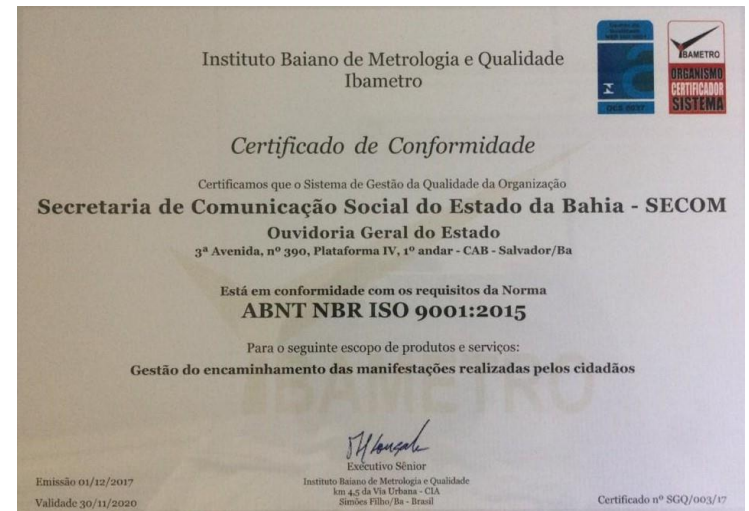 Instituto Baiano de Metrologia e Qualidade
Ibametro
IBAMETRO
ORGANISMO
CERTIFICADOR
SISTEMA
Certificado de Conformidade
Certificamos que o Sistema de Gestão da Qualidade da Organização
Secretaria de Comunicação Social do Estado da Bahia - SECOM
Ouvidoria Geral do Estado
3ª Avenida, nº 390, Plataforma IV, 1º andar - CAB - Salvador/Ba
Está em conformidade com os requisitos da Norma
ABNT NBR ISO 9001:2015
Para o seguinte escopo de produtos e serviços:
Gestão do encaminhamento das manifestações realizadas pelos cidadãos
IBAMETRO
Executivo Sênior
Emissão 01/12/2017
Instituto Baiano de Metrologia e Qualidade
km 4,5 da Via Urbana - CIA
Validade 30/11/2020
Simões Filho/Ba - Brasil
Certificado nº SGQ/003/17